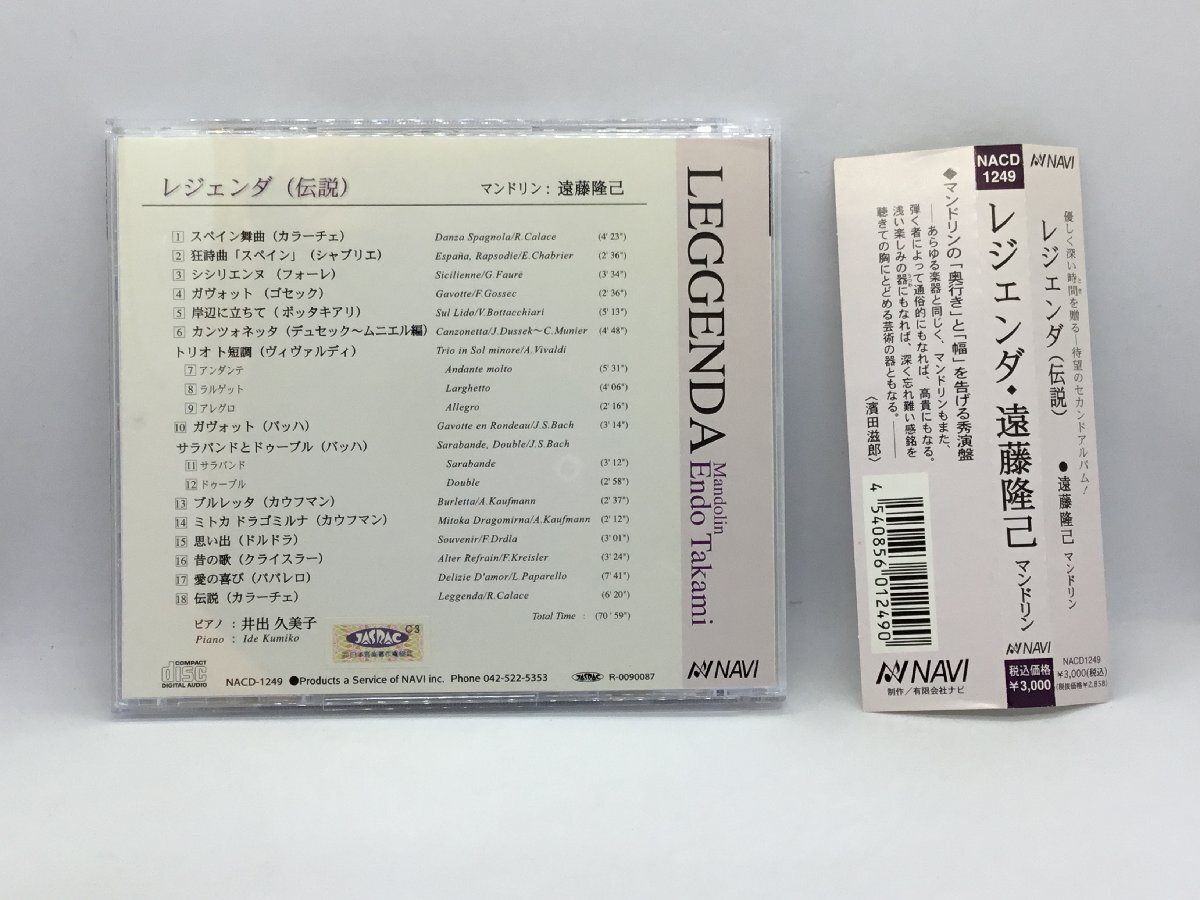 レジェンダ（伝説） マンドリン：遠藤隆己
1 スペイン舞曲（カラーチェ） Danza Spagnola/R.Calace (4' 23")
2 狂詩曲「スペイン」（シャブリエ） España, Rapsodie/E.Chabrier (2' 36")
3 シシリエンヌ（フォーレ） Sicilienne/G.Faure (3' 34")
4 ガヴォット（ゴセック） Gavotte/F.Gossec (2' 36")
5 岸辺に立ちて（ボッタキアリ） Sul Lido/V.Bottacchiari (5' 13")
6 カンツォネッタ（デュセック〜ムニエル編） Canzonetta/J.Dussek〜C.Munier (4' 48")
トリオ ト短調（ヴィヴァルディ） Trio in Sol minore/A.Vivaldi
7 アンダンテ Andante molto (5' 31")
8 ラルゲット Larghetto (4' 06")
9 アレグロ Allegro (2' 16")
10 ガヴォット（バッハ） Gavotte en Rondeau/J.S.Bach (3' 14")
サラバンドとドゥーブル（バッハ） Sarabande, Double/J.S.Bach
11 サラバンド Sarabande (3' 12")
12 ドゥーブル Double (2' 58")
13 ブルレッタ（カウフマン） Burletta/A.Kaufmann (2' 37")
14 ミトカ ドラゴミルナ（カウフマン） Mitoka Dragomirna/A.Kaufmann (2' 12")
15 思い出（ドルドラ） Souvenir/F.Drdla (3' 01")
16 昔の歌（クライスラー） Alter Refrain/F.Kreisler (3' 24")
17 愛の喜び（パパレロ） Delizie D'amor/L.Paparello (7' 41")
18 伝説（カラーチェ） Leggenda/R.Calace (6' 20")
Total Time : (70' 59")
ピアノ：井出 久美子
Piano : Ide Kumiko
JASRAC
C3
COMPACT
disc
DIGITAL AUDIO
NACD-1249 ●Products a Service of NAVI inc. Phone 042-522-5353 JASRAC R-0090087
LEGGENDA
Mandolin
Endo Takami
NAVI
◆マンドリンの「奥行き」と「幅」を告げる秀演盤
――あらゆる楽器と同じく、マンドリンもまた、
弾く者によって通俗的にもなれば、高貴にもなる。
浅い楽しみの器にもなれば、深く忘れ難い感銘を
聴きての胸にとどめる芸術の器ともなる。――
〈濱田滋郎〉
4 540856 012490
NAVI
制作／有限会社ナビ
NACD
1249
レジェンダ・遠藤隆己 マンドリン
NAVI
税込価格
¥3,000
NAVI
優しく深い時間を贈る―待望のセカンドアルバム！
レジェンダ（伝説）
●遠藤隆己 マンドリン
NACD1249
¥3,000(税込)
(税抜価格¥2,858)